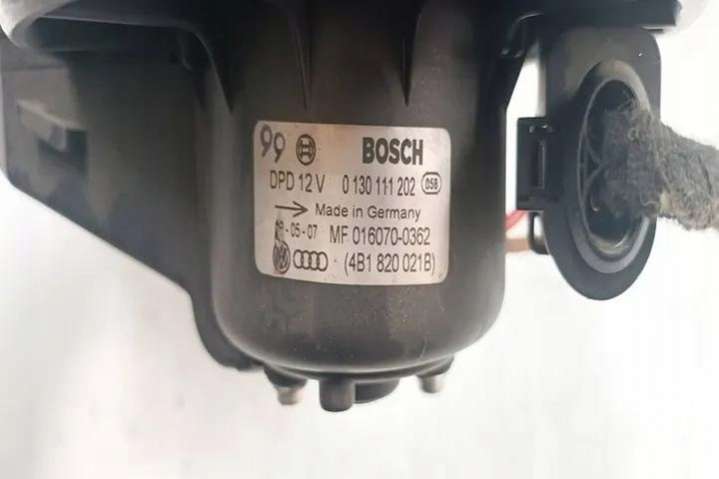 99 BOSCH
DPD 12 V 0 130 111 202 058
Made in Germany
-05-07 MF 016070-0362
(4B1 820 021B)